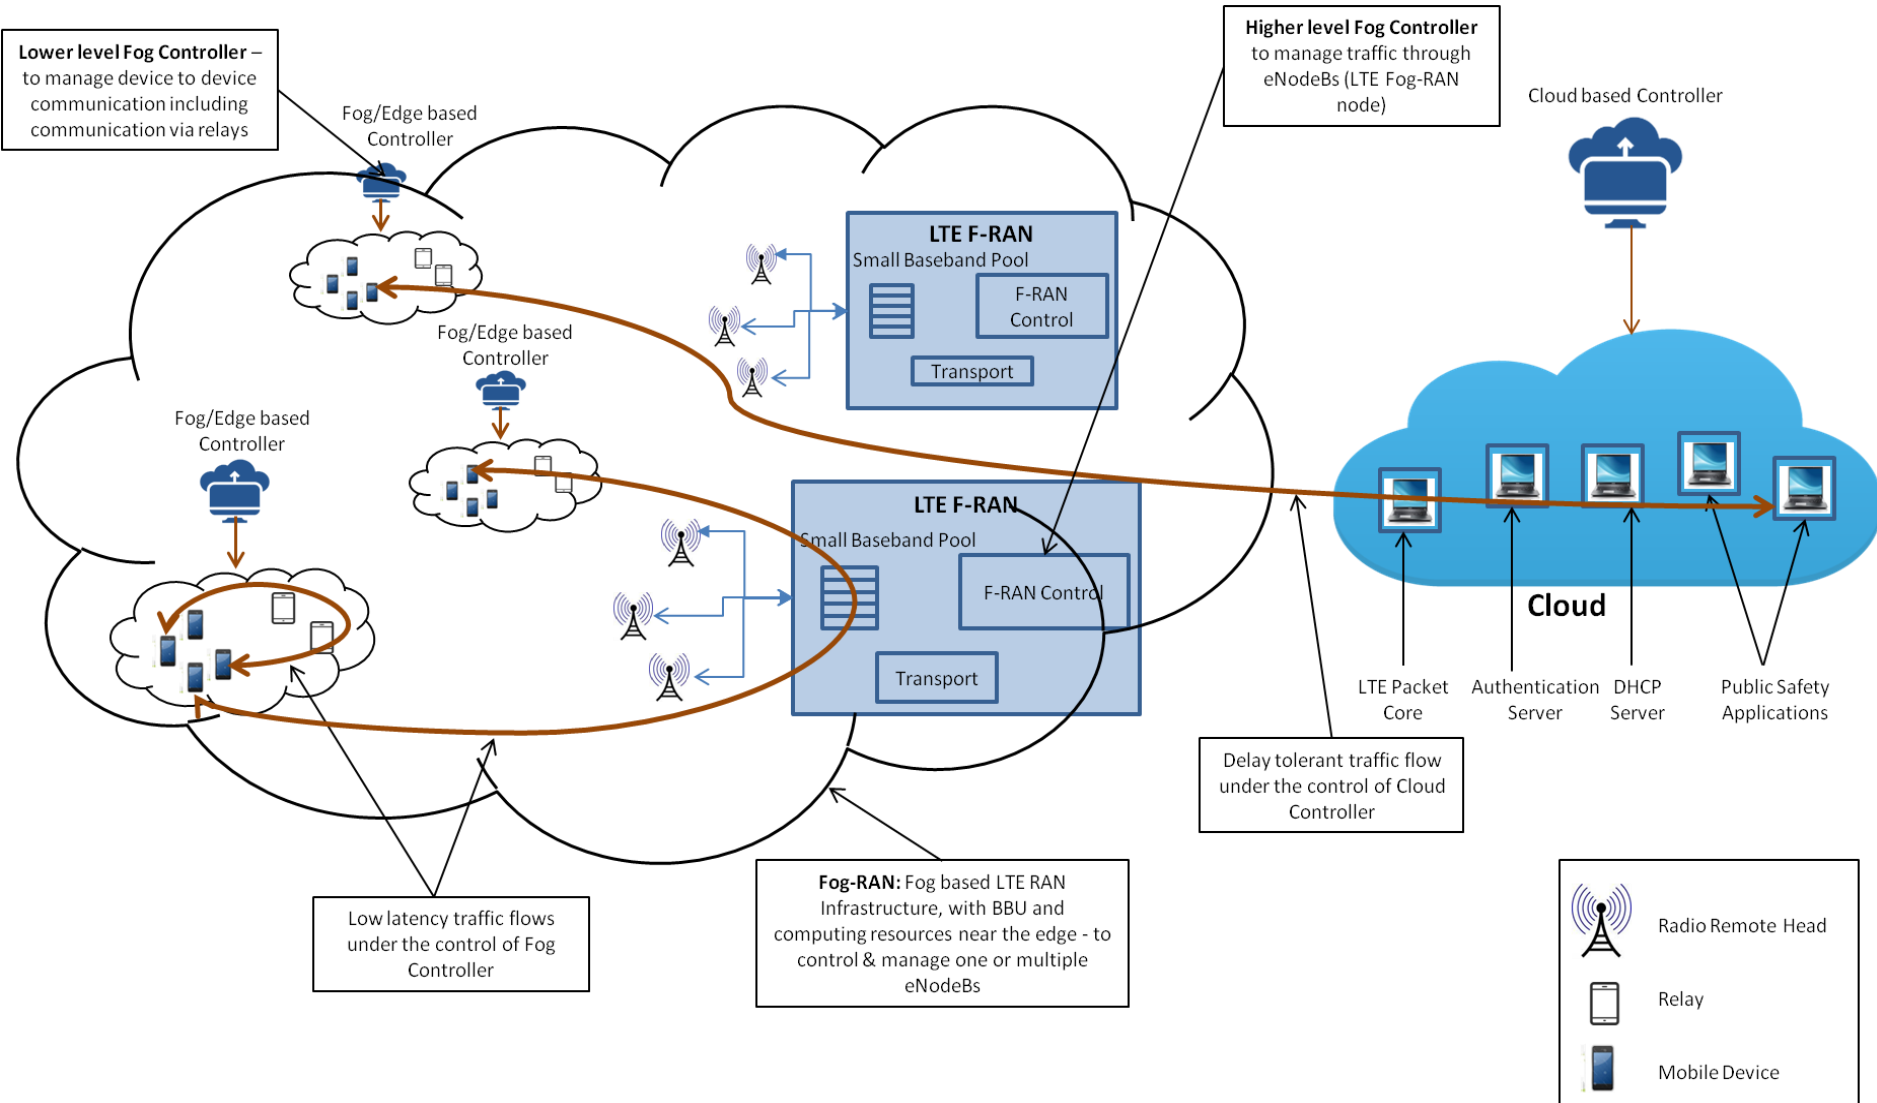 Lower level Fog Controller –
to manage device to device
communication including
communication via relays
Fog/Edge based
Controller
Higher level Fog Controller
to manage traffic through
eNodeBs (LTE Fog-RAN
node)
Cloud based Controller
LTE F-RAN
Small Baseband Pool
F-RAN
Control
Transport
Fog/Edge based
Controller
Fog/Edge based
Controller
LTE F-RAN
Small Baseband Pool
F-RAN Control
Transport
Cloud
LTE Packet
Core
Authentication
Server
DHCP
Server
Public Safety
Applications
Delay tolerant traffic flow
under the control of Cloud
Controller
Low latency traffic flows
under the control of Fog
Controller
Fog-RAN: Fog based LTE RAN
Infrastructure, with BBU and
computing resources near the edge - to
control & manage one or multiple
eNodeBs
Radio Remote Head
Relay
Mobile Device